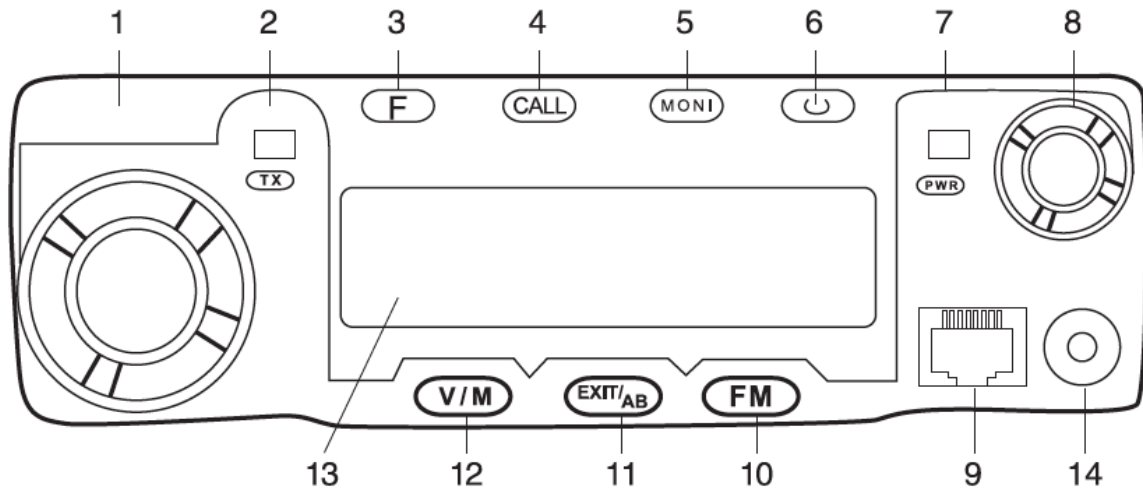 1 2 3 4 5 6 7 8
F CALL MONI
TX PWR
V/M EXIT/AB FM
13 12 11 10 9 14